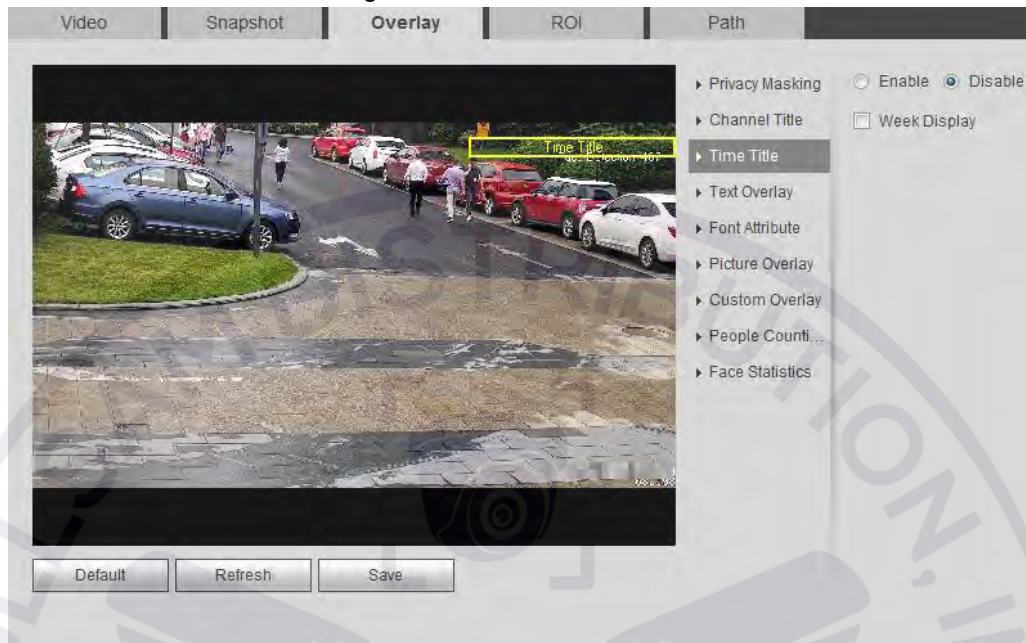 Video Snapshot Overlay ROI Path
Privacy Masking Enable Disable
Channel Title Week Display
Time Title
Time Title
Text Overlay
Font Attribute
Picture Overlay
Custom Overlay
People Counti...
Face Statistics
Default Refresh Save
DISTRIBUTION,